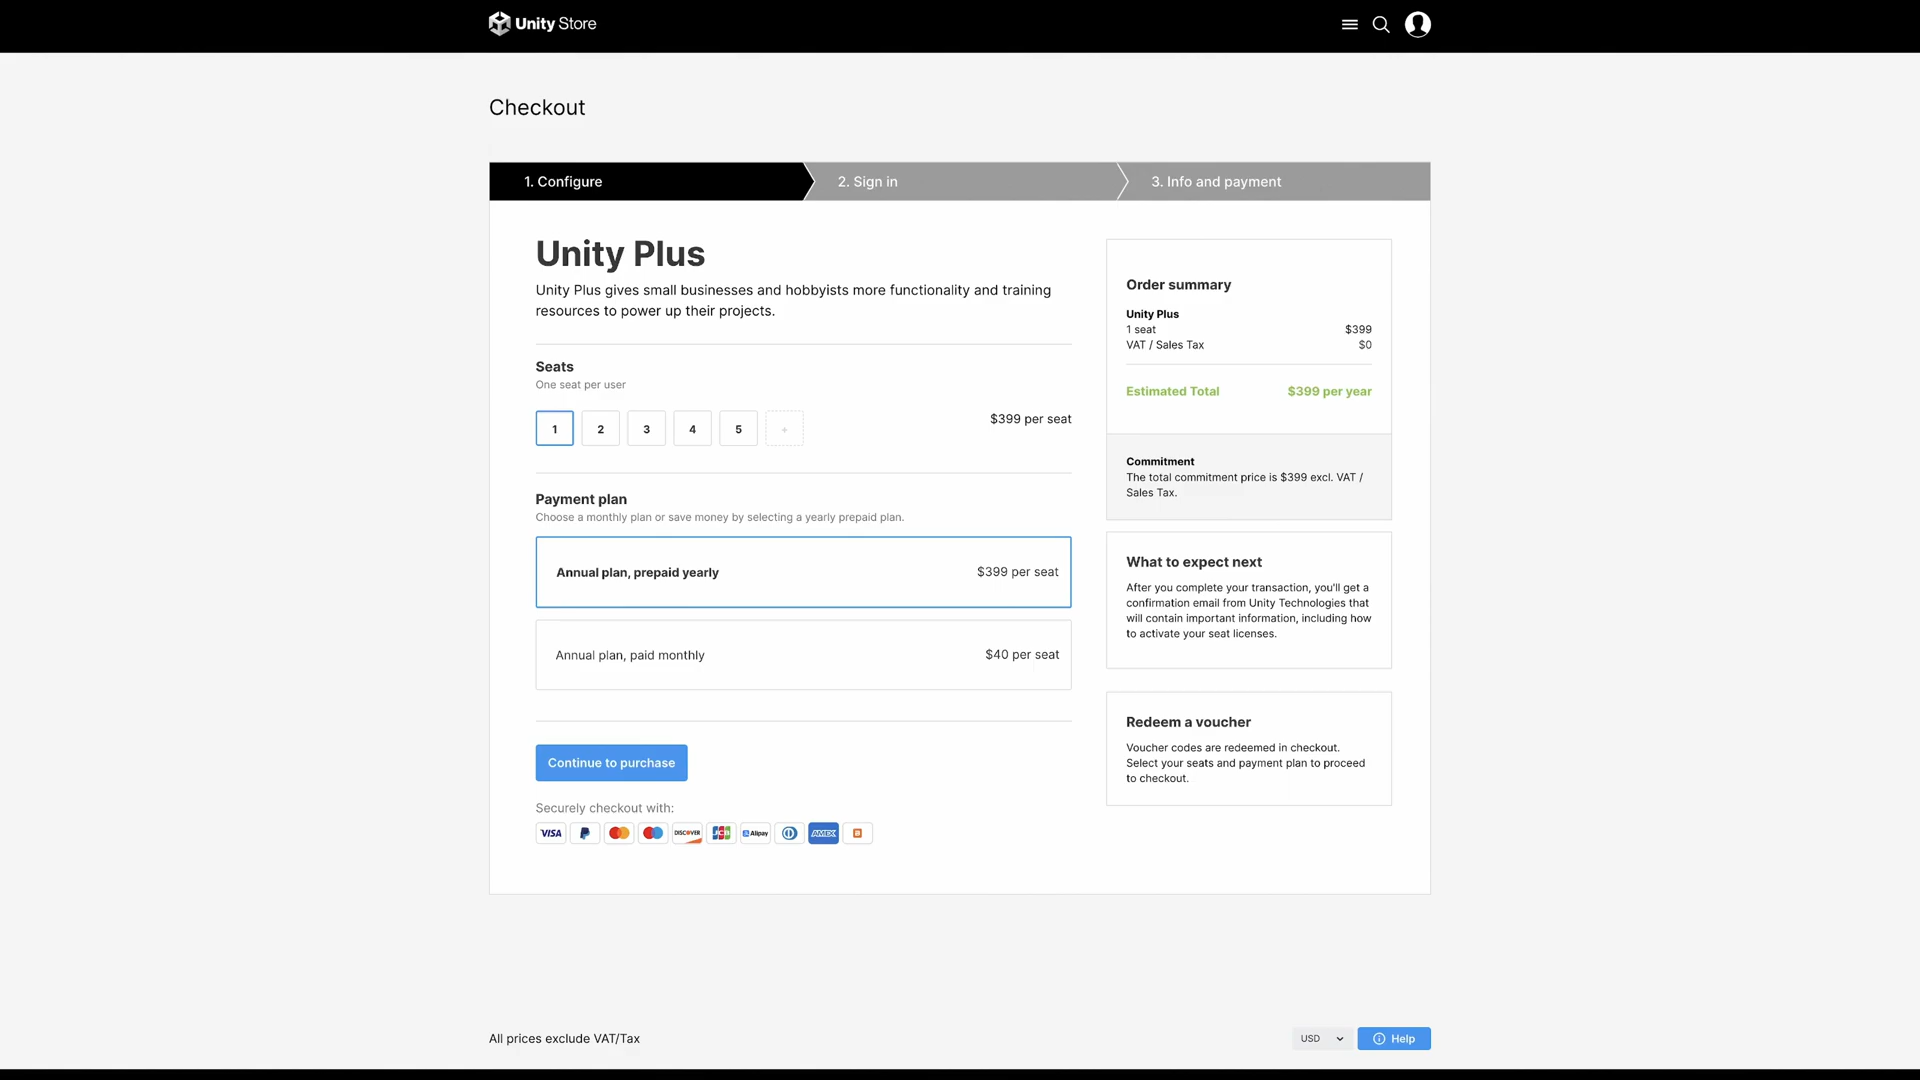 Unity Store
Checkout
1. Configure
2. Sign in
3. Info and payment
Unity Plus
Unity Plus gives small businesses and hobbyists more functionality and training
resources to power up their projects.
Seats
One seat per user
1
2
3
4
5
+
$399 per seat
Payment plan
Choose a monthly plan or save money by selecting a yearly prepaid plan.
Annual plan, prepaid yearly
$399 per seat
Annual plan, paid monthly
$40 per seat
Continue to purchase
Securely checkout with:
VISA
DISCOVER
JCB
Alipay
AMEX
Order summary
Unity Plus
1 seat
$399
VAT / Sales Tax
$0
Estimated Total
$399 per year
Commitment
The total commitment price is $399 excl. VAT /
Sales Tax.
What to expect next
After you complete your transaction, you'll get a
confirmation email from Unity Technologies that
will contain important information, including how
to activate your seat licenses.
Redeem a voucher
Voucher codes are redeemed in checkout.
Select your seats and payment plan to proceed
to checkout.
All prices exclude VAT/Tax
USD
Help